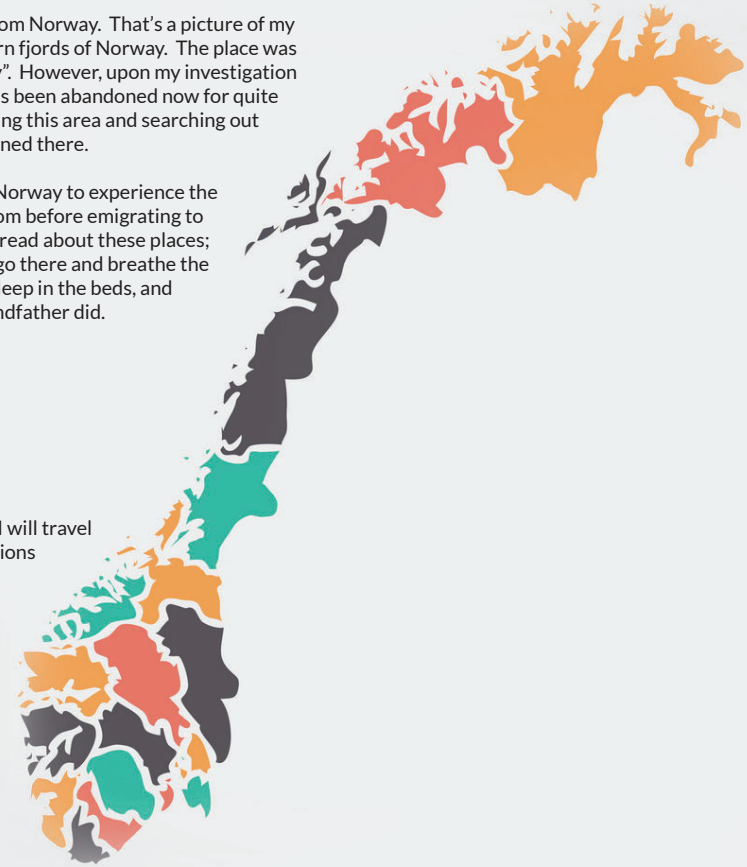 om Norway. That’s a picture of my
rn fjords of Norway. The place was
”. However, upon my investigation
s been abandoned now for quite
ing this area and searching out
ned there.
Norway to experience the
om before emigrating to
read about these places;
go there and breathe the
leep in the beds, and
ndfather did.
l will travel
ions